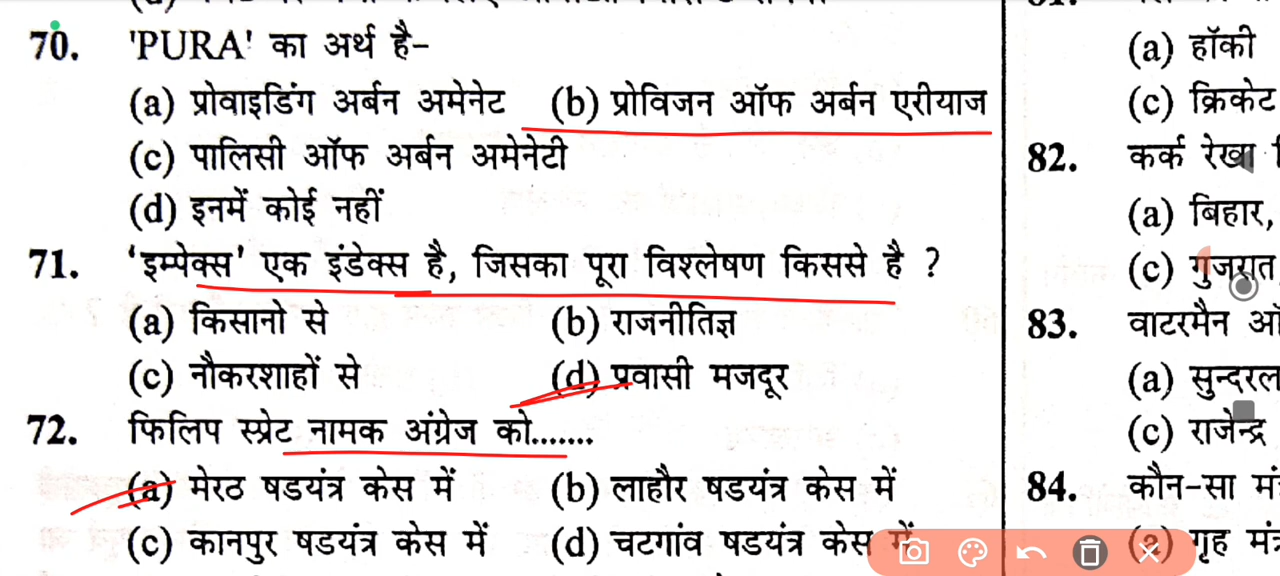 70. 'PURA' का अर्थ है-
(a) प्रोवाइडिंग अर्बन अमेनेट (b) प्रोविजन ऑफ अर्बन एरीयाज
(c) पालिसी ऑफ अर्बन अमेनेटी
(d) इनमें कोई नहीं
71. 'इम्पेक्स' एक इंडेक्स है, जिसका पूरा विश्लेषण किससे है ?
(a) किसानो से (b) राजनीतिज्ञ
(c) नौकरशाहों से (d) प्रवासी मजदूर
72. फिलिप स्प्रेट नामक अंग्रेज को.......
(a) मेरठ षडयंत्र केस में (b) लाहौर षडयंत्र केस में
(c) कानपुर षडयंत्र केस में (d) चटगांव षडयंत्र केस में
(a) हॉकी
(c) क्रिकेट
82. कर्क रेखा
(a) बिहार,
(c) गुजरात
83. वाटरमैन
(a)
(c) राजेन्द्र
84. कौन-सा
(a) गृह